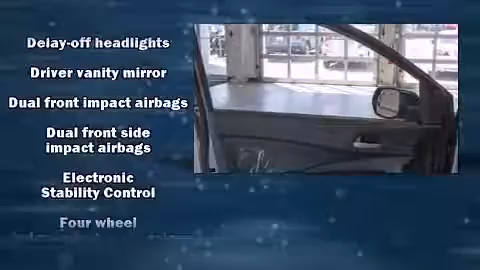 Delay-off headlights
Driver vanity mirror
Dual front impact airbags
Dual front side
impact airbags
Electronic
Stability Control
Four wheel